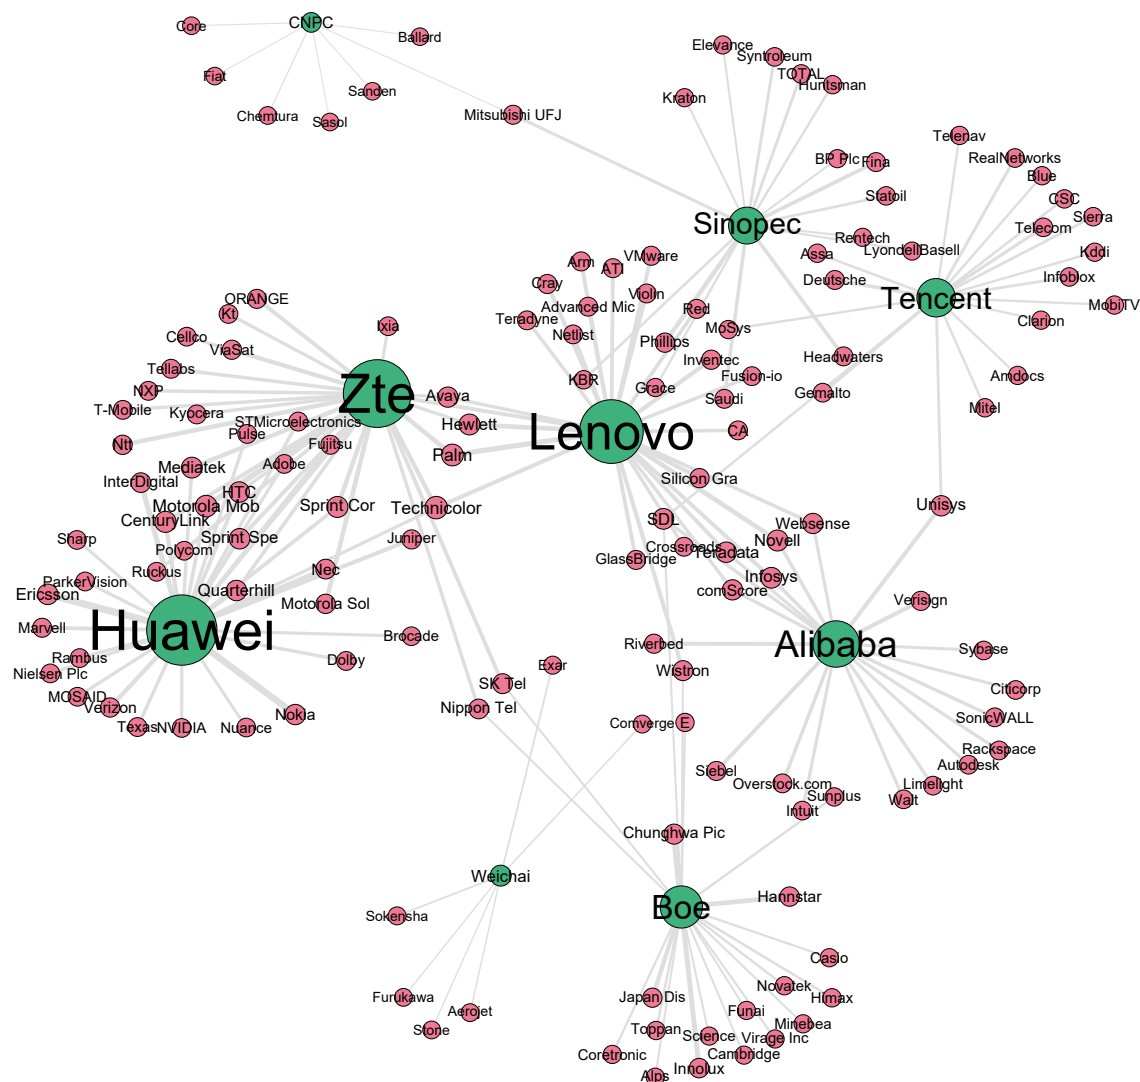 Core
CNPC
Ballard
Fiat
Sanden
Chemtura
Sasol
Mitsubishi UFJ
Elevance
Syntroleum
TOTAL
Huntsman
Kraton
BP Plc
Fina
Statoil
Sinopec
Rentech
LyondellBasell
Assa
Deutsche
Telenav
RealNetworks
Blue
CSC
Sierra
Telecom
Kddi
Infoblox
MobiTV
Clarion
Tencent
Amdocs
Mitel
Arm
ATI
VMware
Cray
Violin
Advanced Mic
Teradyne
Netlist
Red
MoSys
Phillips
Inventec
Headwaters
Fusion-io
KBR
Grace
Saudi
Gemalto
CA
Lenovo
ORANGE
Kt
Ixia
Cellco
ViaSat
Tellabs
NXP
T-Mobile
Kyocera
Zte
Avaya
STMicroelectronics
Hewlett
Pulse
Ntt
Fujitsu
Palm
Mediatek
Adobe
InterDigital
HTC
Motorola Mob
Sprint Cor
Technicolor
CenturyLink
Sprint Spe
Juniper
Sharp
Polycom
Ruckus
Nec
ParkerVision
Ericsson
Quarterhill
Motorola Sol
Marvell
Huawei
Brocade
Rambus
Dolby
Nielsen Plc
MOSAID
Verizon
Texas
NVIDIA
Nuance
Nokia
Silicon Gra
Unisys
SDL
Websense
Novell
Crossroads
Teradata
GlassBridge
Infosys
comScore
Verisign
Riverbed
Alibaba
Sybase
Wistron
Citicorp
SonicWALL
Rackspace
Autodesk
Siebel
Overstock.com
Limelight
Sunplus
Walt
Intuit
Exar
SK Tel
Nippon Tel
Comverge
E
Chunghwa Pic
Weichai
Sokensha
Furukawa
Stone
Aerojet
Boe
Hannstar
Casio
Novatek
Japan Dis
Himax
Funai
Minebea
Toppan
Science
Virage Inc
Coretronic
Cambridge
Innolux
Alps